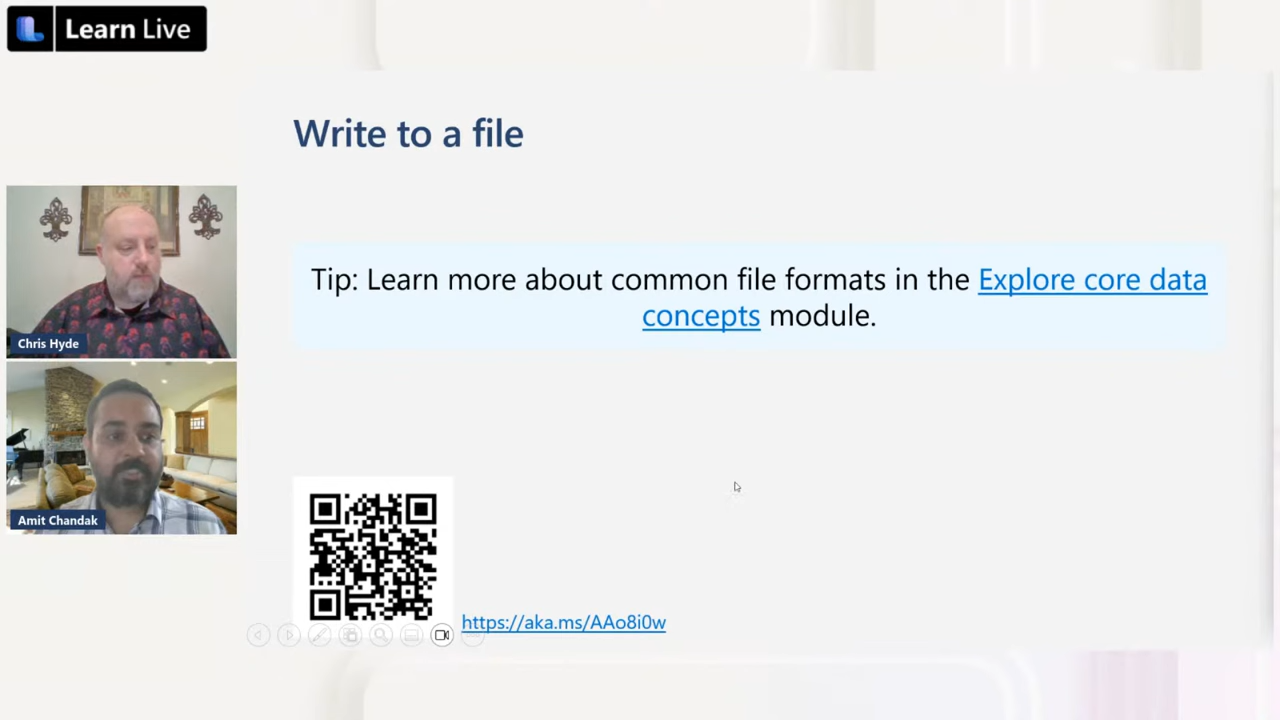 Learn Live
Write to a file
Tip: Learn more about common file formats in the Explore core data
concepts module.
Chris Hyde
Amit Chandak
https://aka.ms/AAo8i0w